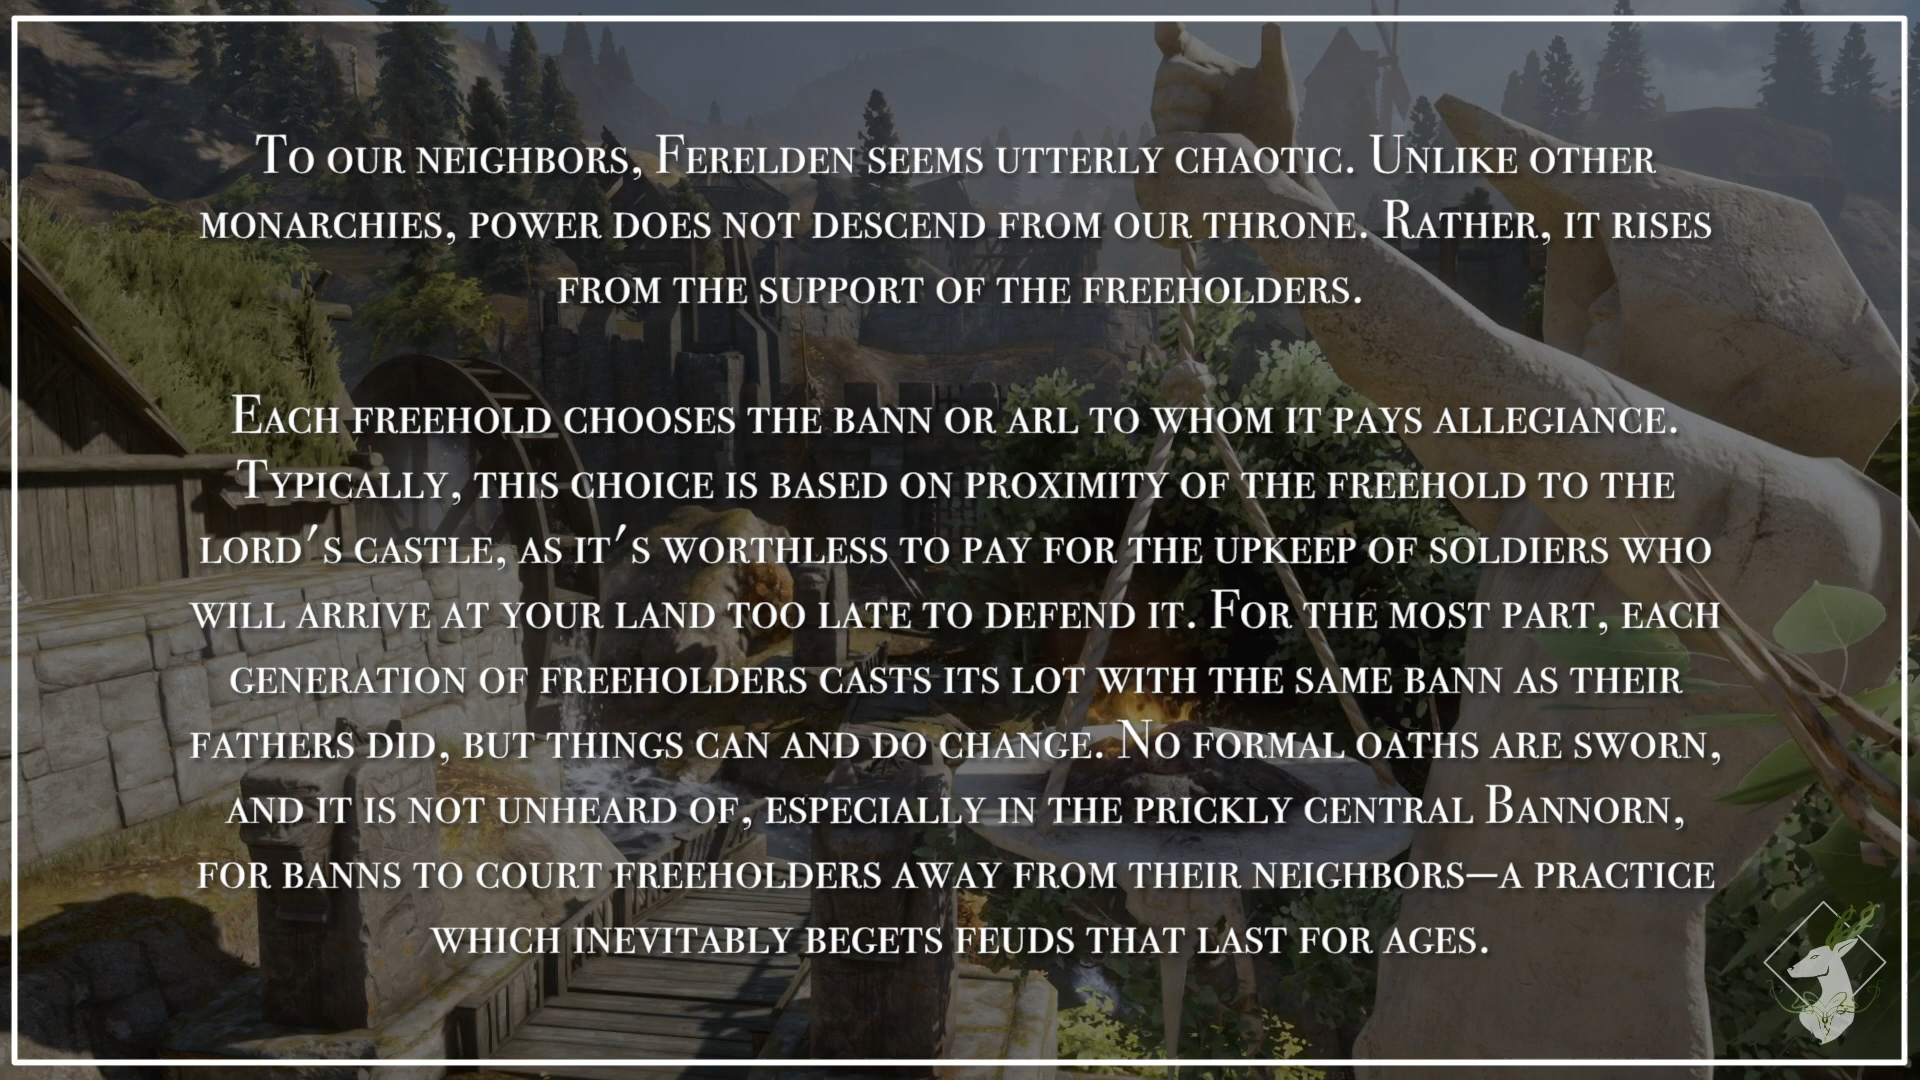 To our neighbors, Ferelden seems utterly chaotic. Unlike other
monarchies, power does not descend from our throne. Rather, it rises
from the support of the freeholders.
Each freehold chooses the bann or arl to whom it pays allegiance.
Typically, this choice is based on proximity of the freehold to the
lord's castle, as it's worthless to pay for the upkeep of soldiers who
will arrive at your land too late to defend it. For the most part, each
generation of freeholders casts its lot with the same bann as their
fathers did, but things can and do change. No formal oaths are sworn,
and it is not unheard of, especially in the prickly central Bannorn,
for banns to court freeholders away from their neighbors—a practice
which inevitably begets feuds that last for ages.